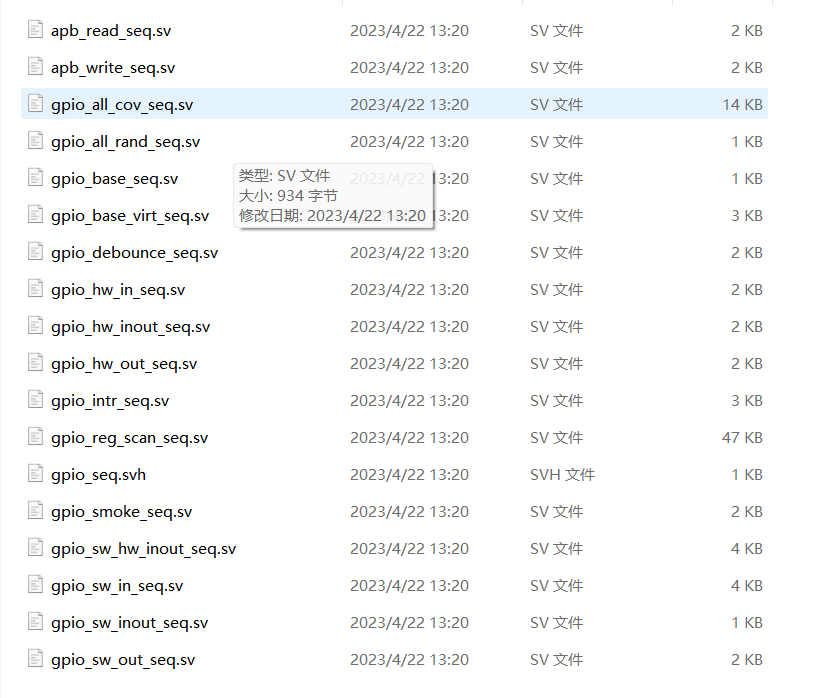 apb_read_seq.sv 2023/4/22 13:20 SV 文件 2 KB
apb_write_seq.sv 2023/4/22 13:20 SV 文件 2 KB
gpio_all_cov_seq.sv 2023/4/22 13:20 SV 文件 14 KB
gpio_all_rand_seq.sv 2023/4/22 13:20 SV 文件 1 KB
类型: SV 文件
gpio_base_seq.sv 2023/4/22 13:20 SV 文件 1 KB
大小: 934 字节
gpio_base_virt_seq.sv 3:20 SV 文件 3 KB
修改日期: 2023/4/22 13:20
gpio_debounce_seq.sv 2023/4/22 13:20 SV 文件 2 KB
gpio_hw_in_seq.sv 2023/4/22 13:20 SV 文件 2 KB
gpio_hw_inout_seq.sv 2023/4/22 13:20 SV 文件 2 KB
gpio_hw_out_seq.sv 2023/4/22 13:20 SV 文件 2 KB
gpio_intr_seq.sv 2023/4/22 13:20 SV 文件 3 KB
gpio_reg_scan_seq.sv 2023/4/22 13:20 SV 文件 47 KB
gpio_seq.svh 2023/4/22 13:20 SVH 文件 1 KB
gpio_smoke_seq.sv 2023/4/22 13:20 SV 文件 2 KB
gpio_sw_hw_inout_seq.sv 2023/4/22 13:20 SV 文件 4 KB
gpio_sw_in_seq.sv 2023/4/22 13:20 SV 文件 4 KB
gpio_sw_inout_seq.sv 2023/4/22 13:20 SV 文件 1 KB
gpio_sw_out_seq.sv 2023/4/22 13:20 SV 文件 2 KB